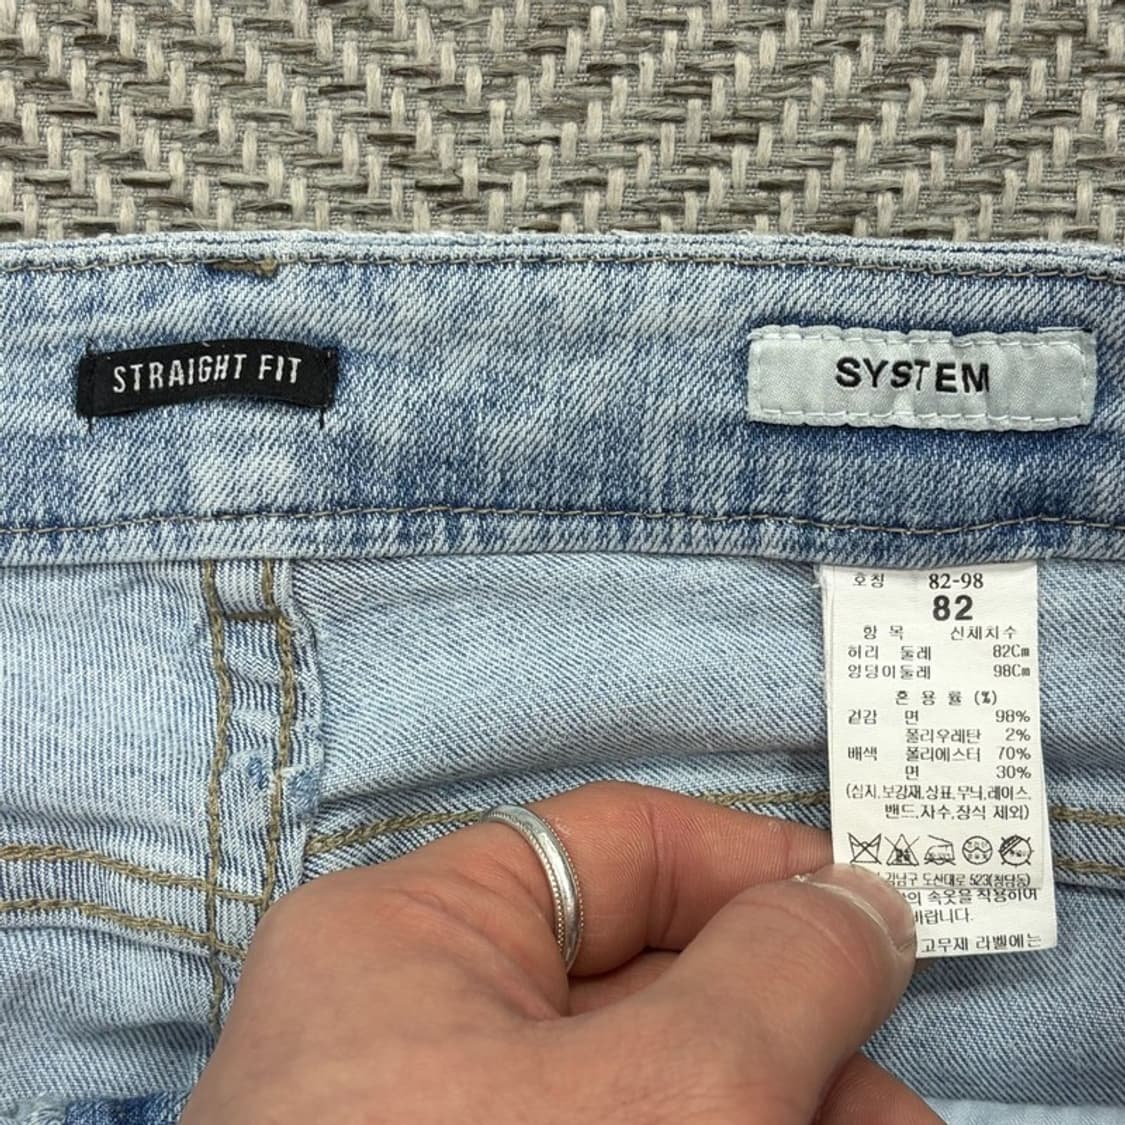 STRAIGHT FIT
SYSTEM
호칭 82-98
82
항 목 신체치수
허리 둘레 82Cm
엉덩이둘레 98Cm
혼 용 률 (%)
겉감 면 98%
폴리우레탄 2%
배색 폴리에스터 70%
면 30%
(심지,보강재,상표,무늬,레이스,
밴드,자수,장식 제외)
강남구 도산대로 523(청담동)
의 속옷을 착용하여
바랍니다.
고무제 라벨에는